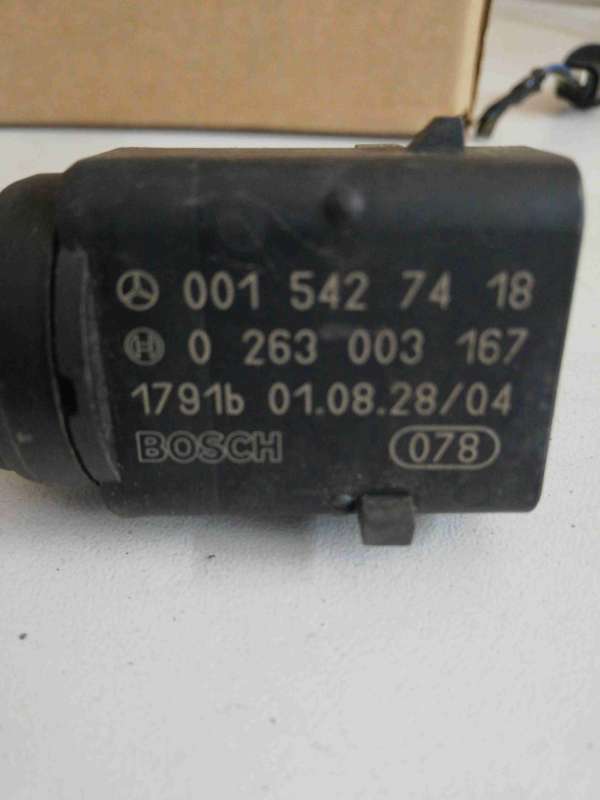 001 542 74 18
0 263 003 167
1791b 01.08.28/04
BOSCH 078